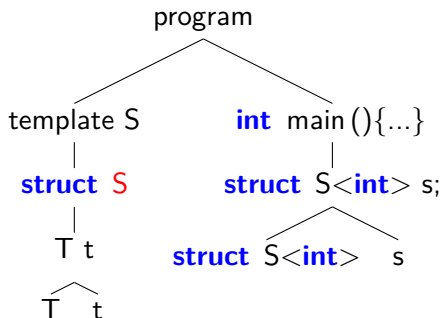 program
template S int main(){...}
struct S struct S<int> s;
T t struct S<int> s
T t